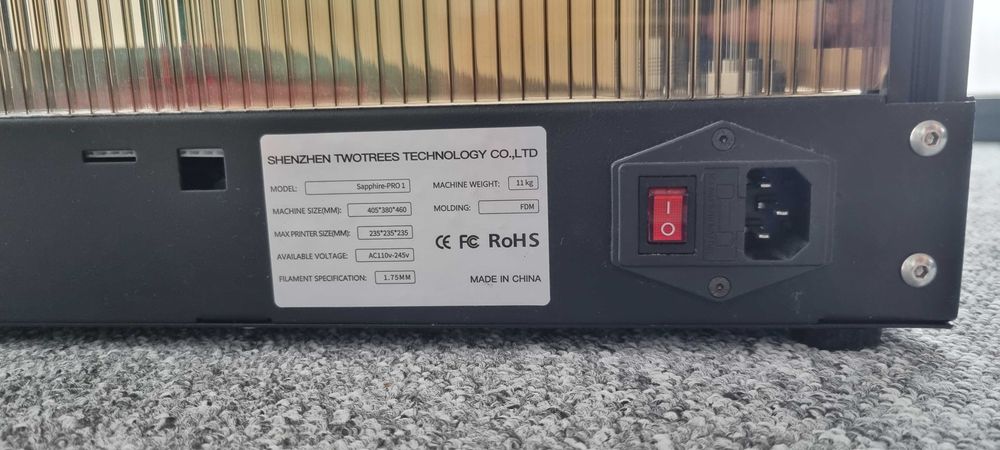 SHENZHEN TWOTREES TECHNOLOGY CO.,LTD
MODEL: Sapphire-PRO 1
MACHINE SIZE(MM): 405*380*460
MAX PRINTER SIZE(MM): 235*235*235
AVAILABLE VOLTAGE: AC110v-245v
FILAMENT SPECIFICATION: 1.75MM
MACHINE WEIGHT: 11 kg
MOLDING: FDM
CE FC RoHS
MADE IN CHINA
I
O